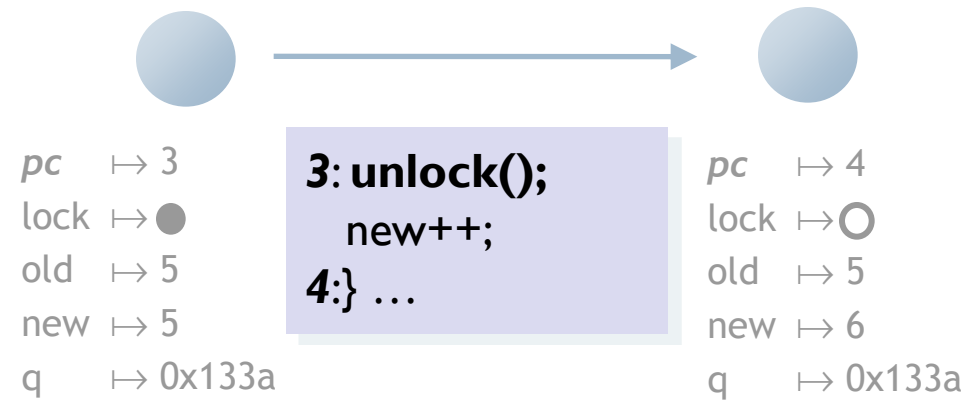 pc ↦ 3
lock ↦ ●
old ↦ 5
new ↦ 5
q ↦ 0x133a
3: unlock();
new++;
4:} …
pc ↦ 4
lock ↦ ○
old ↦ 5
new ↦ 6
q ↦ 0x133a